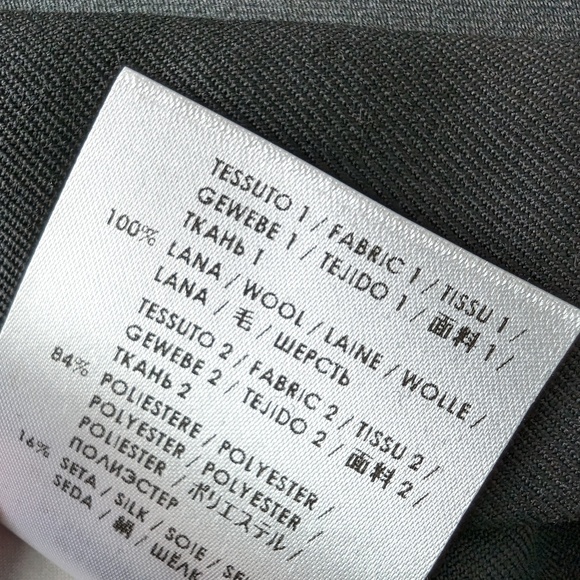 TESSUTO 1 / FABRIC 1 / TISSU 1 /
GEWEBE 1 / TEJIDO 1 / 面料 1 /
ТКАНЬ 1
100% LANA / WOOL / LAINE / WOLLE /
LANA / 毛 / ШЕРСТЬ
TESSUTO 2 / FABRIC 2 / TISSU 2 /
GEWEBE 2 / TEJIDO 2 / 面料 2 /
ТКАНЬ 2
84% POLIESTERE / POLYESTER /
POLYESTER / POLYESTER /
POLIESTER / ポリエステル /
ПОЛИЭСТЕР
16% SETA / SILK / SOIE /
SEDA / 絹 / ШЁЛК